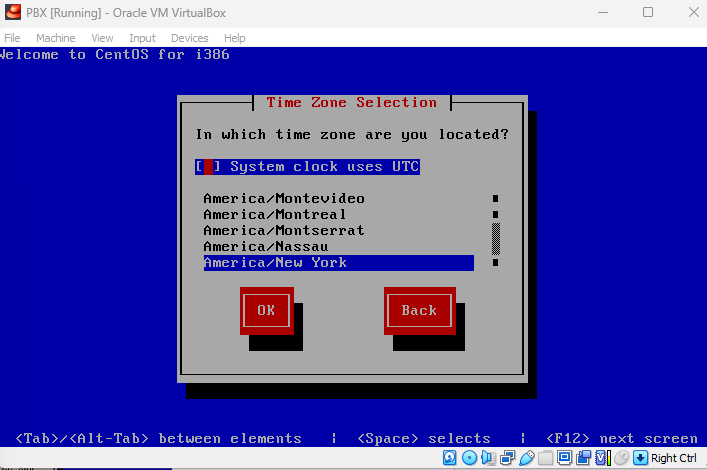 PBX [Running] - Oracle VM VirtualBox
File Machine View Input Devices Help
Welcome to CentOS for i386
Time Zone Selection
In which time zone are you located?
[ ] System clock uses UTC
America/Montevideo
America/Montreal
America/Montserrat
America/Nassau
America/New York
OK Back
<Tab>/<Alt-Tab> between elements | <Space> selects | <F12> next screen
Right Ctrl